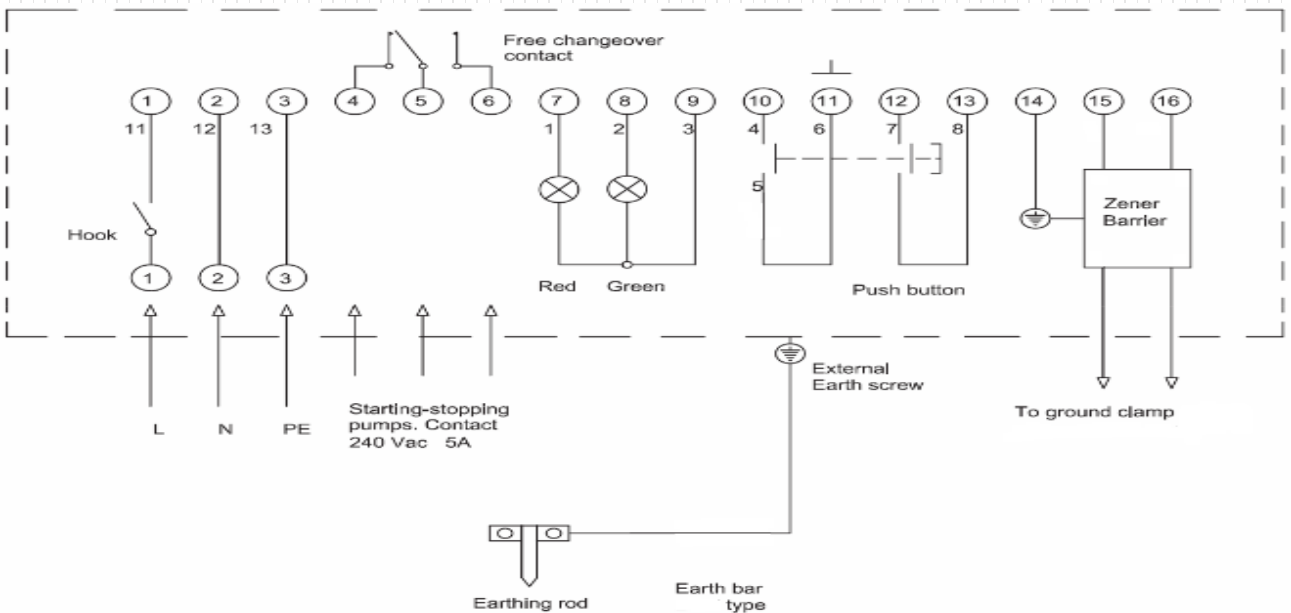 Free changeover
contact
1 2 3 4 5 6 7 8 9 10 11 12 13 14 15 16
11 12 13 1 2 3 4 6 7 8
5
Hook
Zener
Barrier
1 2 3
Red Green
Push button
External
Earth screw
To ground clamp
Starting-stopping
pumps. Contact
240 Vac 5A
L N PE
Earth bar
type
Earthing rod